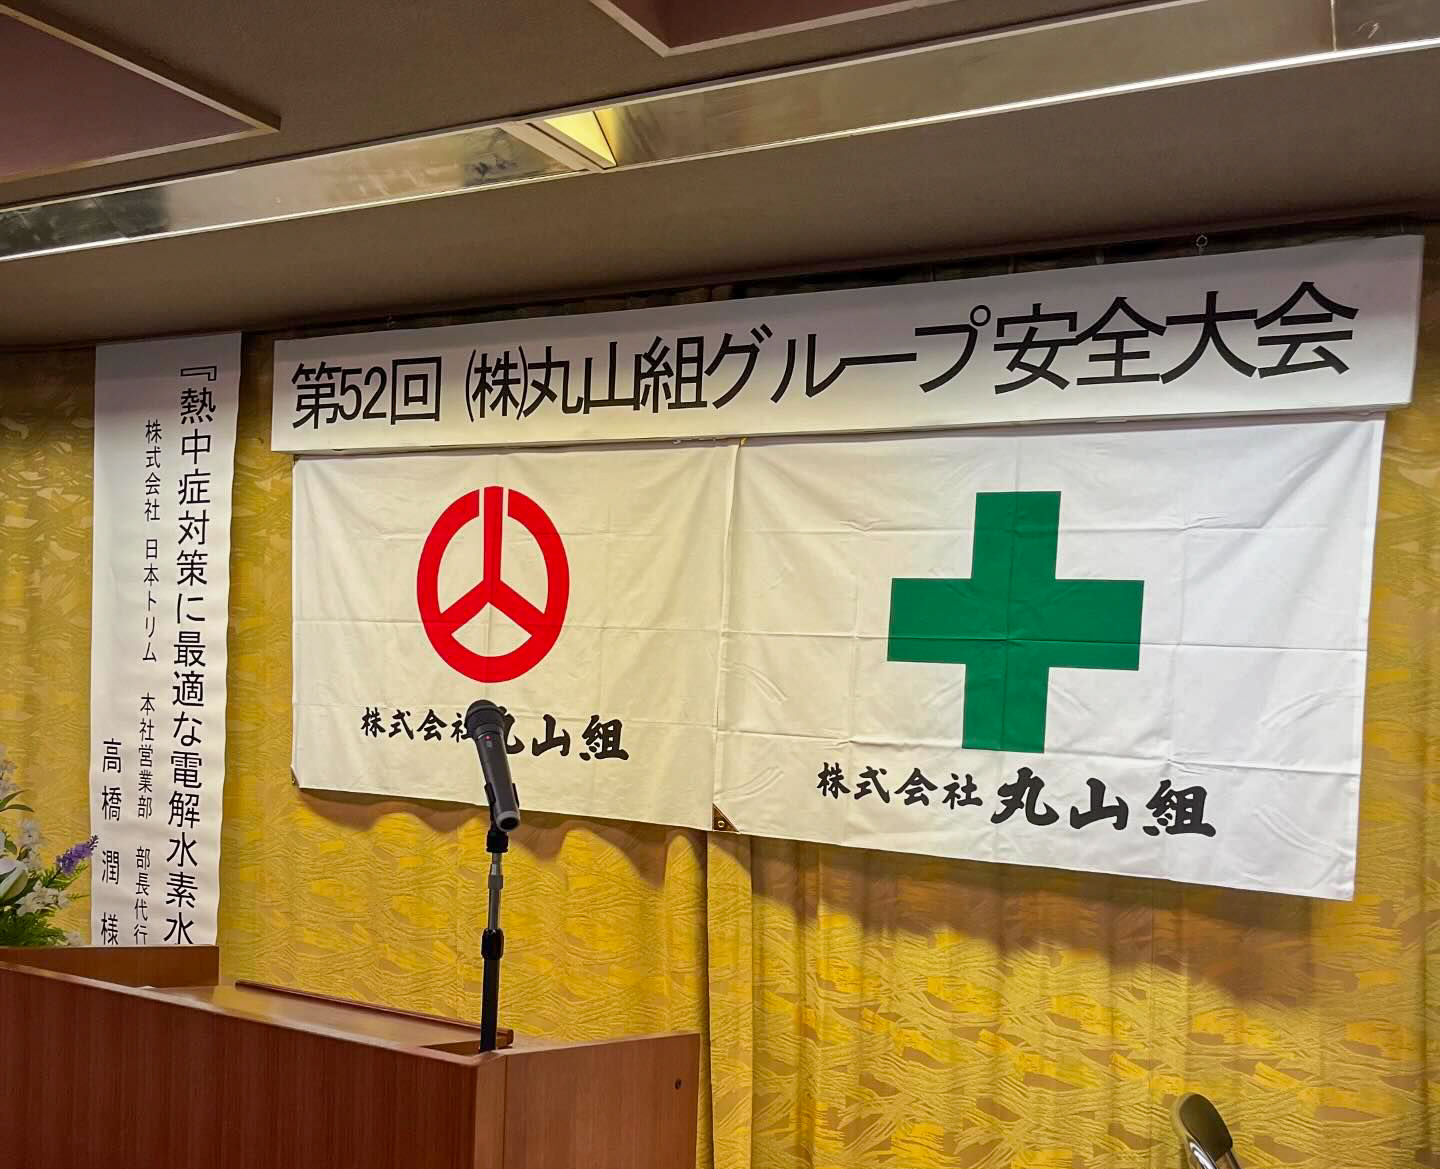 第52回 (株)丸山組グループ安全大会
『熱中症対策に最適な電解水素水
株式会社 日本トリム 本社営業部 部長代行
高橋潤様
株式会社丸山組
株式会社丸山組